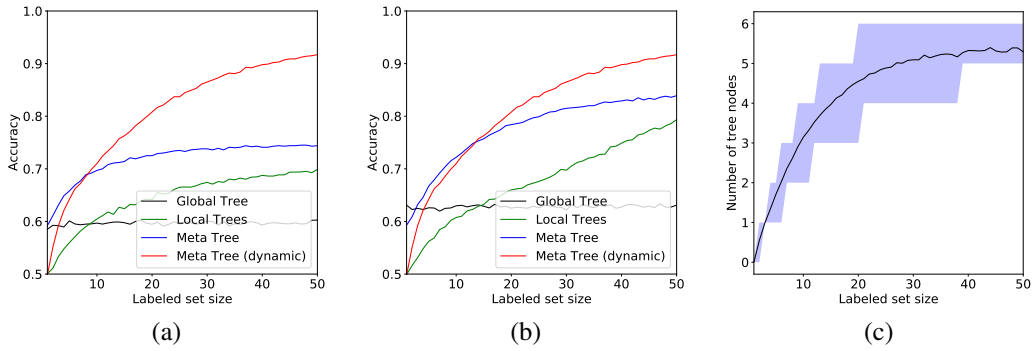 1.0
0.9
0.8
0.7
0.6
0.5
Accuracy
10 20 30 40 50
Labeled set size
Global Tree
Local Trees
Meta Tree
Meta Tree (dynamic)
(a)
1.0
0.9
0.8
0.7
0.6
0.5
Accuracy
10 20 30 40 50
Labeled set size
Global Tree
Local Trees
Meta Tree
Meta Tree (dynamic)
(b)
6
5
4
3
2
1
0
Number of tree nodes
10 20 30 40 50
Labeled set size
(c)